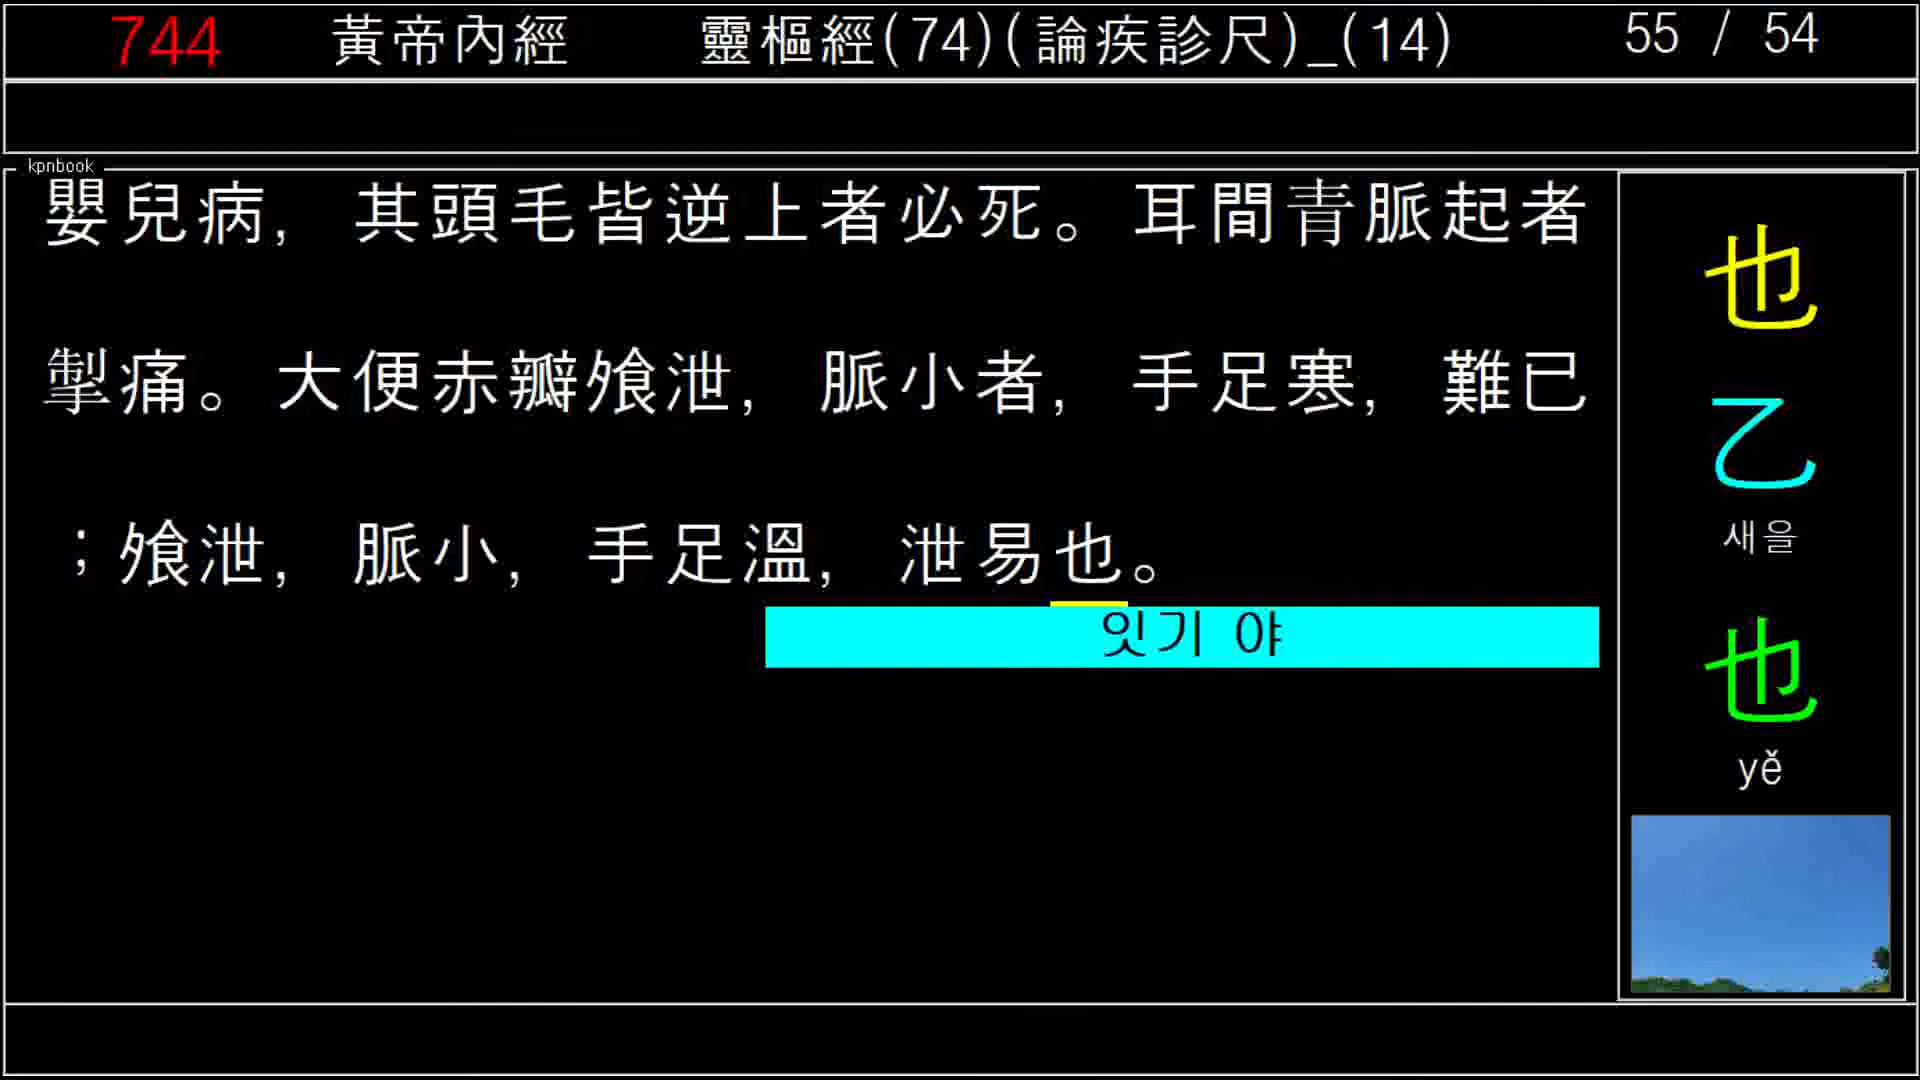 744 黃帝內經 靈樞經(74)(論疾診尺)_(14) 55 / 54
kpnbook
嬰兒病, 其頭毛皆逆上者必死。耳間青脈起者
掣痛。大便赤瓣飧泄, 脈小者, 手足寒, 難已
;飧泄, 脈小, 手足溫, 泄易也。
잇기 야
也
乙
새을
也
yě